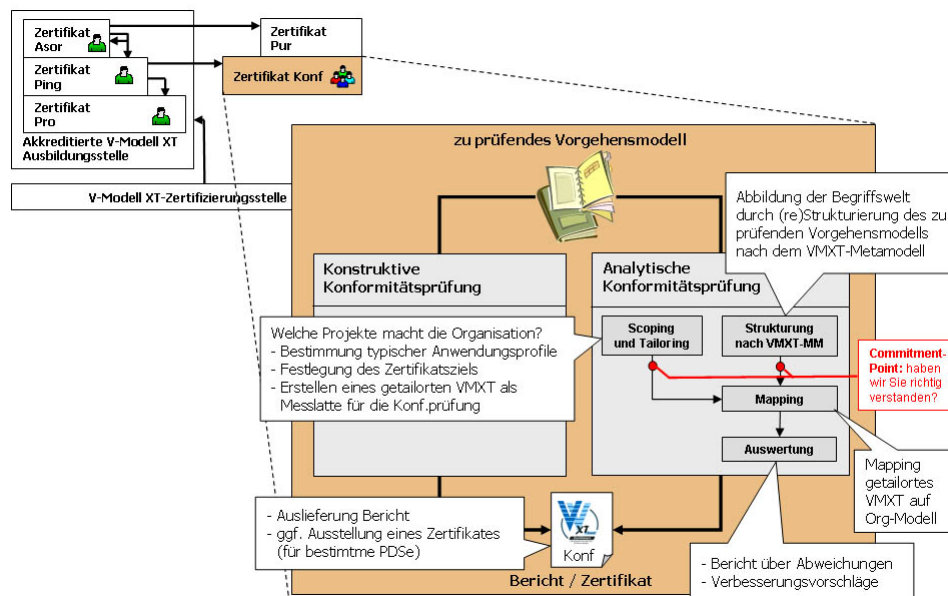 Zertifikat
Asor
Zertifikat
Ping
Zertifikat
Pro
Akkreditierte V-Modell XT
Ausbildungsstelle
V-Modell XT-Zertifizierungsstelle
Zertifikat
Pur
Zertifikat Konf
zu prüfendes Vorgehensmodell
Abbildung der Begriffswelt
durch (re)Strukturierung des zu
prüfenden Vorgehensmodells
nach dem VMXT-Metamodell
Konstruktive
Konformitätsprüfung
Analytische
Konformitätsprüfung
Welche Projekte macht die Organisation?
- Bestimmung typischer Anwendungsprofile
- Festlegung des Zertifikatsziels
- Erstellen eines getailorten VMXT als
Messlatte für die Konf.prüfung
Scoping
und Tailoring
Strukturung
nach VMXT-MM
Commitment-
Point: haben
wir Sie richtig
verstanden?
Mapping
Auswertung
Mapping
getailortes
VMXT auf
Org-Modell
- Auslieferung Bericht
- ggf. Ausstellung eines Zertifikates
(für bestimtme PDSe)
XT
Konf
Bericht / Zertifikat
- Bericht über Abweichungen
- Verbesserungsvorschläge